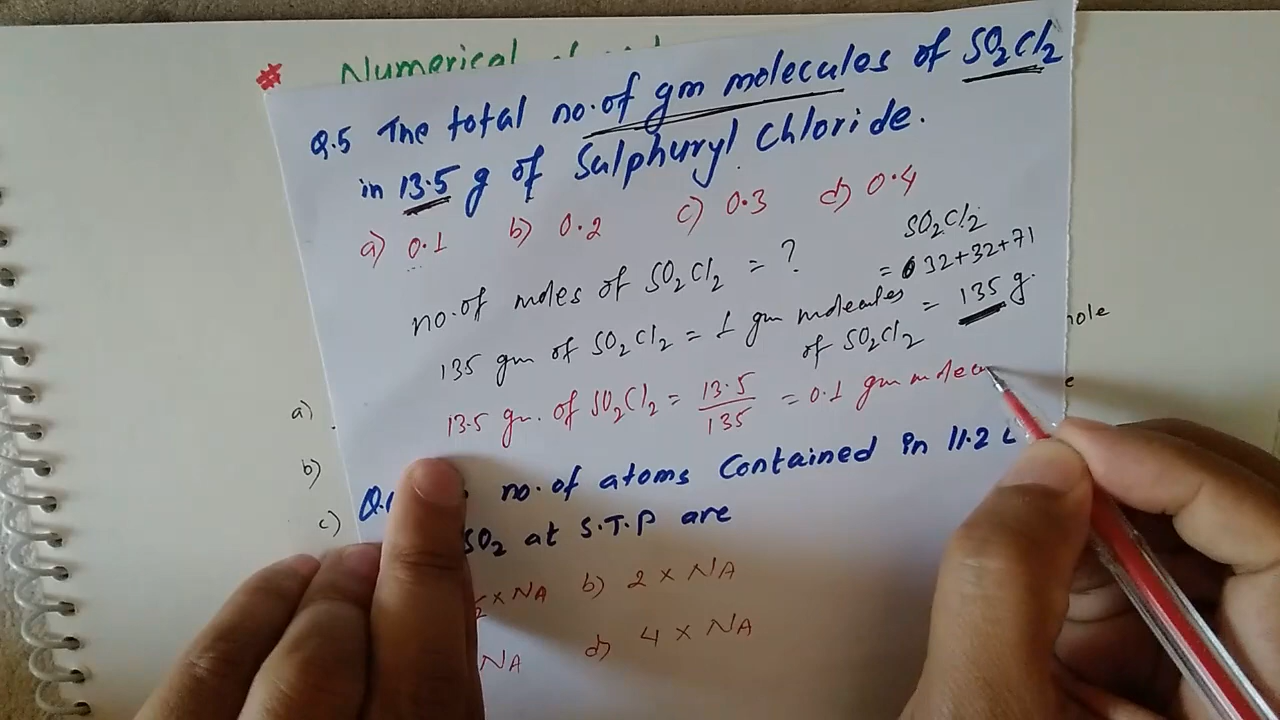 * Numerical
Q.5 The total no. of gm molecules of SO2Cl2
in 13.5 g of Sulphuryl Chloride.
a) 0.1 b) 0.2 c) 0.3 d) 0.4
no. of moles of SO2Cl2 = ?
SO2Cl2
= 32+32+71
= 135 g.
135 gm of SO2Cl2 = 1 gm molecules
of SO2Cl2
13.5 gm. of SO2Cl2 = 13.5/135 = 0.1 gm molec
no. of atoms Contained in 11.2 L
SO2 at S.T.P are
½ × NA b) 2 × NA
NA d) 4 × NA
a)
b)
c)